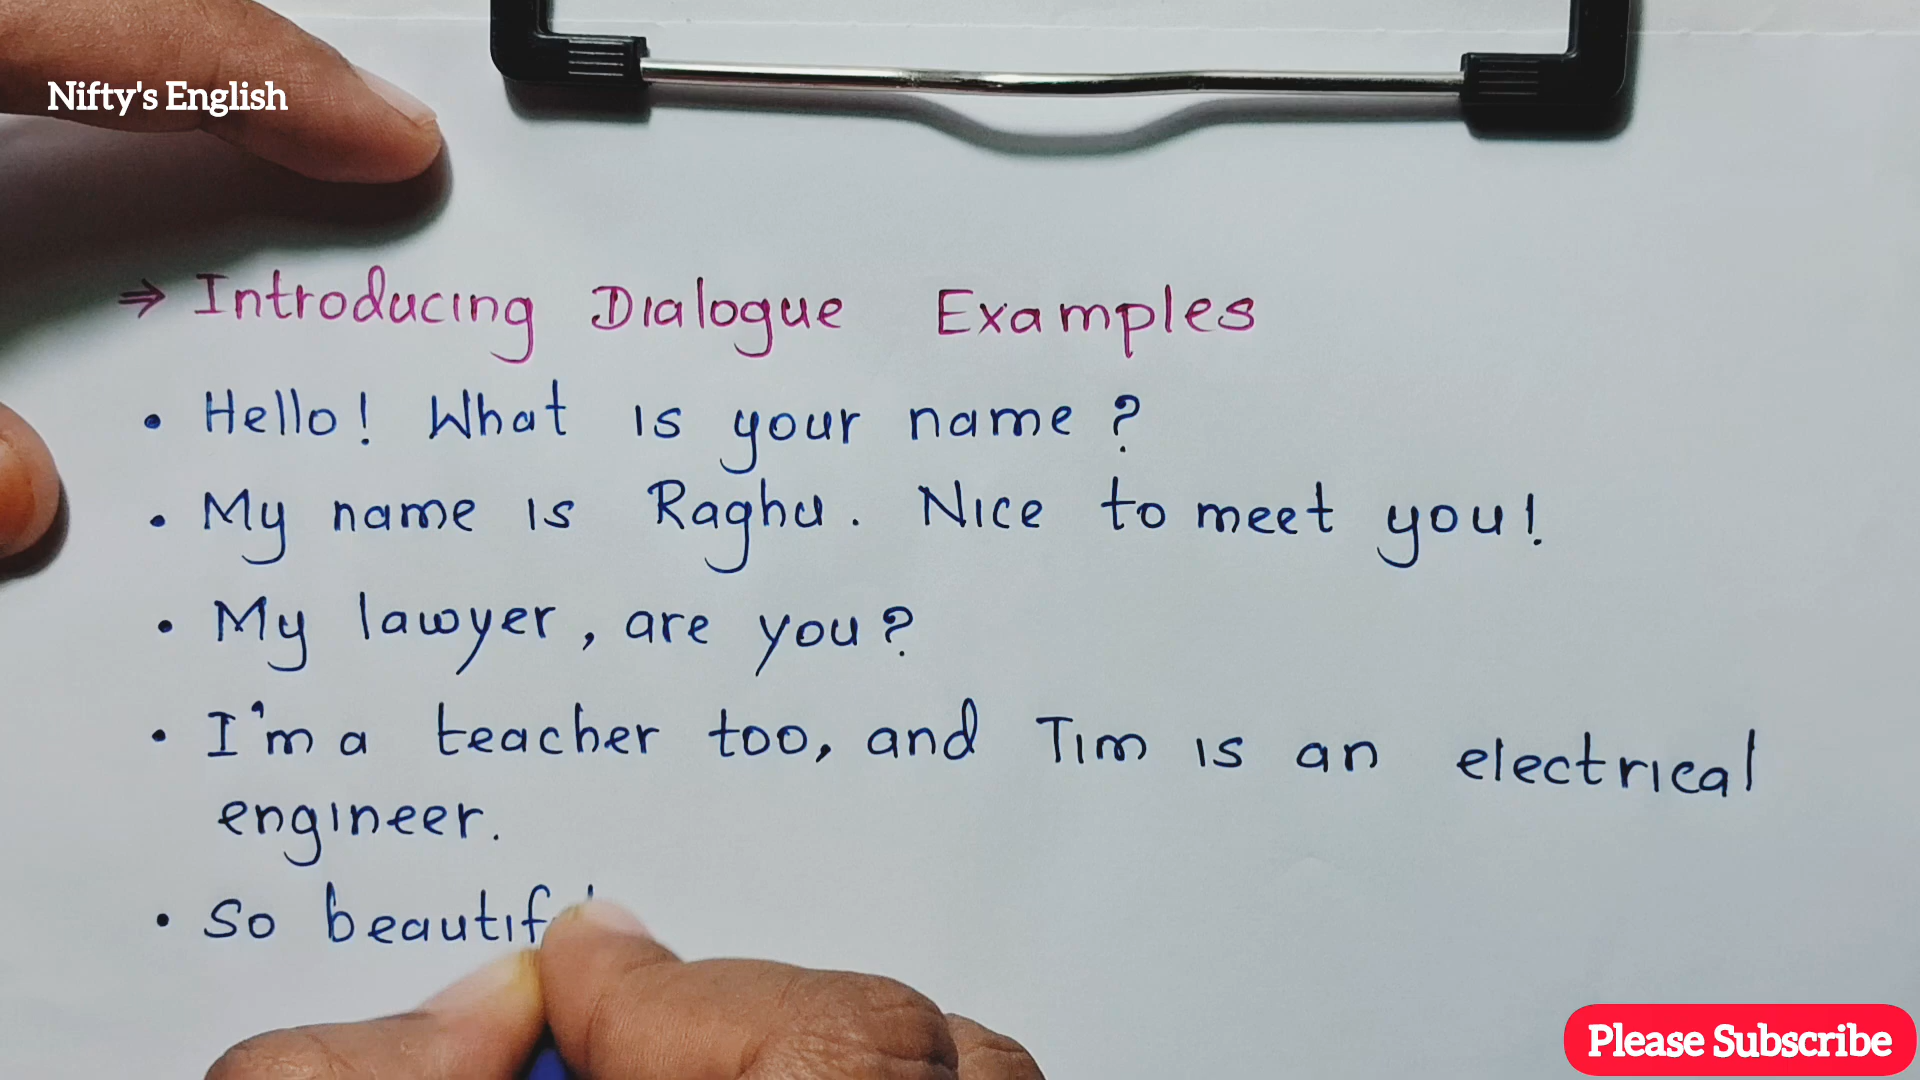 Nifty's English
⇒ Introducing Dialogue Examples
• Hello! What is your name?
• My name is Raghu. Nice to meet you!
• My lawyer, are you?
• I'm a teacher too, and Tim is an electrical
engineer.
• So
Please Subscribe